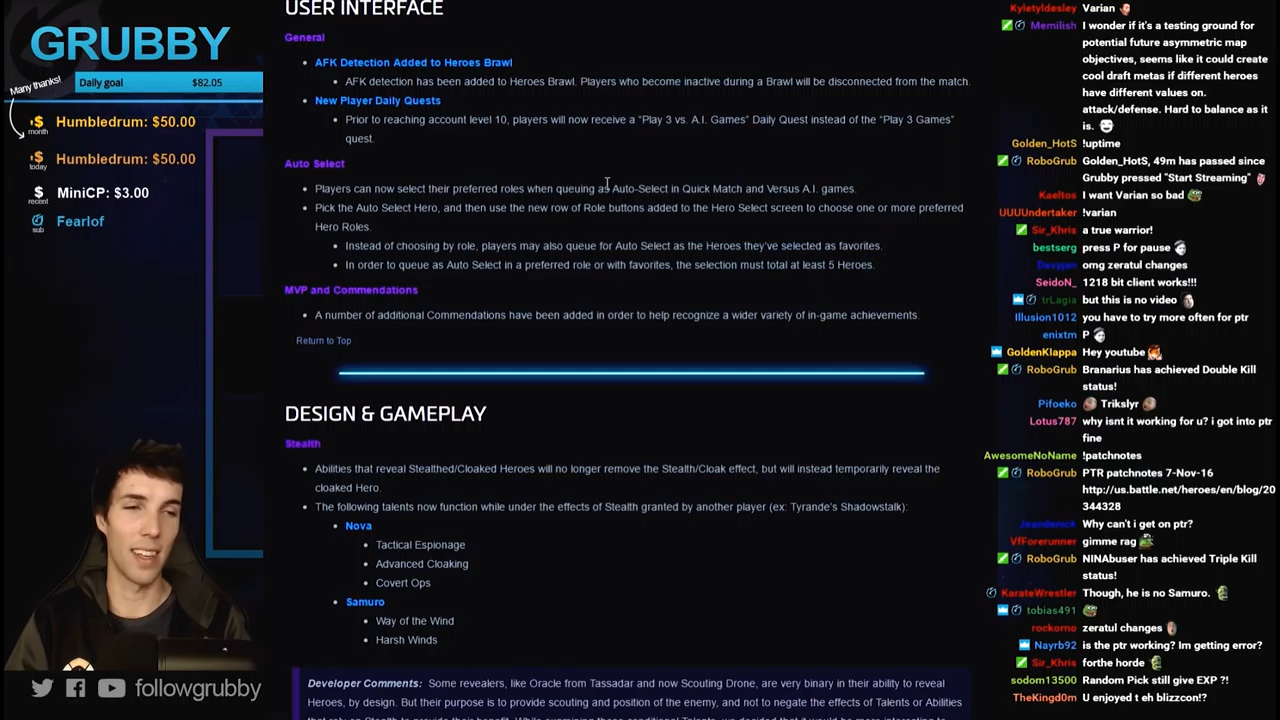 GRUBBY
Many thanks!
Daily goal $82.05
$ month Humbledrum: $50.00
$ today Humbledrum: $50.00
$ recent MiniCP: $3.00
sub Fearlof
followgrubby
USER INTERFACE
General
AFK Detection Added to Heroes Brawl
AFK detection has been added to Heroes Brawl. Players who become inactive during a Brawl will be disconnected from the match.
New Player Daily Quests
Prior to reaching account level 10, players will now receive a “Play 3 vs. A.I. Games” Daily Quest instead of the “Play 3 Games”
quest.
Auto Select
Players can now select their preferred roles when queuing as Auto-Select in Quick Match and Versus A.I. games.
Pick the Auto Select Hero, and then use the new row of Role buttons added to the Hero Select screen to choose one or more preferred
Hero Roles.
Instead of choosing by role, players may also queue for Auto Select as the Heroes they've selected as favorites.
In order to queue as Auto Select in a preferred role or with favorites, the selection must total at least 5 Heroes.
MVP and Commendations
A number of additional Commendations have been added in order to help recognize a wider variety of in-game achievements.
Return to Top
DESIGN & GAMEPLAY
Stealth
Abilities that reveal Stealthed/Cloaked Heroes will no longer remove the Stealth/Cloak effect, but will instead temporarily reveal the
cloaked Hero.
The following talents now function while under the effects of Stealth granted by another player (ex: Tyrande's Shadowstalk):
Nova
Tactical Espionage
Advanced Cloaking
Covert Ops
Samuro
Way of the Wind
Harsh Winds
Developer Comments: Some revealers, like Oracle from Tassadar and now Scouting Drone, are very binary in their ability to reveal
Heroes, by design. But their purpose is to provide scouting and position of the enemy, and not to negate the effects of Talents or Abilities
Kyletyldesley Varian
Memilish I wonder if it's a testing ground for
potential future asymmetric map
objectives, seems like it could create
cool draft metas if different heroes
have different values on.
attack/defense. Hard to balance as it
is.
Golden_HotS !uptime
RoboGrub Golden_HotS, 49m has passed since
Grubby pressed "Start Streaming"
Kaeltos I want Varian so bad
UUUUndertaker !varian
Sir_Khris a true warrior!
bestserg press P for pause
Devyjan omg zeratul changes
SeidoN_ 1218 bit client works!!!
trLagia but this is no video
Illusion1012 you have to try more often for ptr
enixtm P
GoldenKlappa Hey youtube
RoboGrub Branarius has achieved Double Kill
status!
Pifoeko Trikslyr
Lotus787 why isnt it working for u? i got into ptr
fine
AwesomeNoName !patchnotes
RoboGrub PTR patchnotes 7-Nov-16
http://us.battle.net/heroes/en/blog/20
344328
Jeanderick Why can't i get on ptr?
VfForerunner gimme rag
RoboGrub NINAbuser has achieved Triple Kill
status!
KarateWrestler Though, he is no Samuro.
tobias491
rockomo zeratul changes
Nayrb92 is the ptr working? Im getting error?
Sir_Khris forthe horde
sodom13500 Random Pick still give EXP ?!
TheKingd0m U enjoyed t eh blizzcon!?